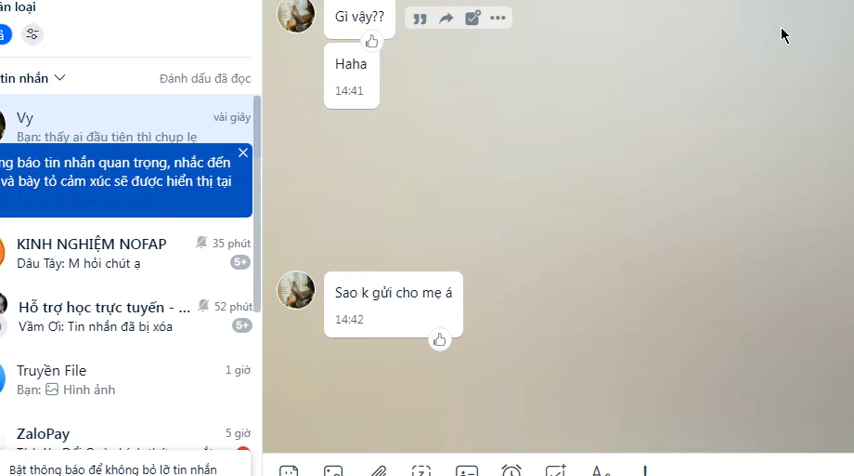 ân loại
tin nhắn
Đánh dấu đã đọc
Vy
vài giây
Bạn: thấy ai đầu tiên thì chụp lẹ
ng báo tin nhắn quan trọng, nhắc đến
và bày tỏ cảm xúc sẽ được hiển thị tại
KINH NGHIỆM NOFAP
35 phút
Dâu Tây: M hỏi chút ạ
5+
Hỗ trợ học trực tuyến - ...
52 phút
Vầm Ơi: Tin nhắn đã bị xóa
5+
Truyền File
1 giờ
Bạn: Hình ảnh
ZaloPay
5 giờ
Bật thông báo để không bỏ lỡ tin nhắn
Gì vậy??
Haha
14:41
Sao k gửi cho mẹ á
14:42